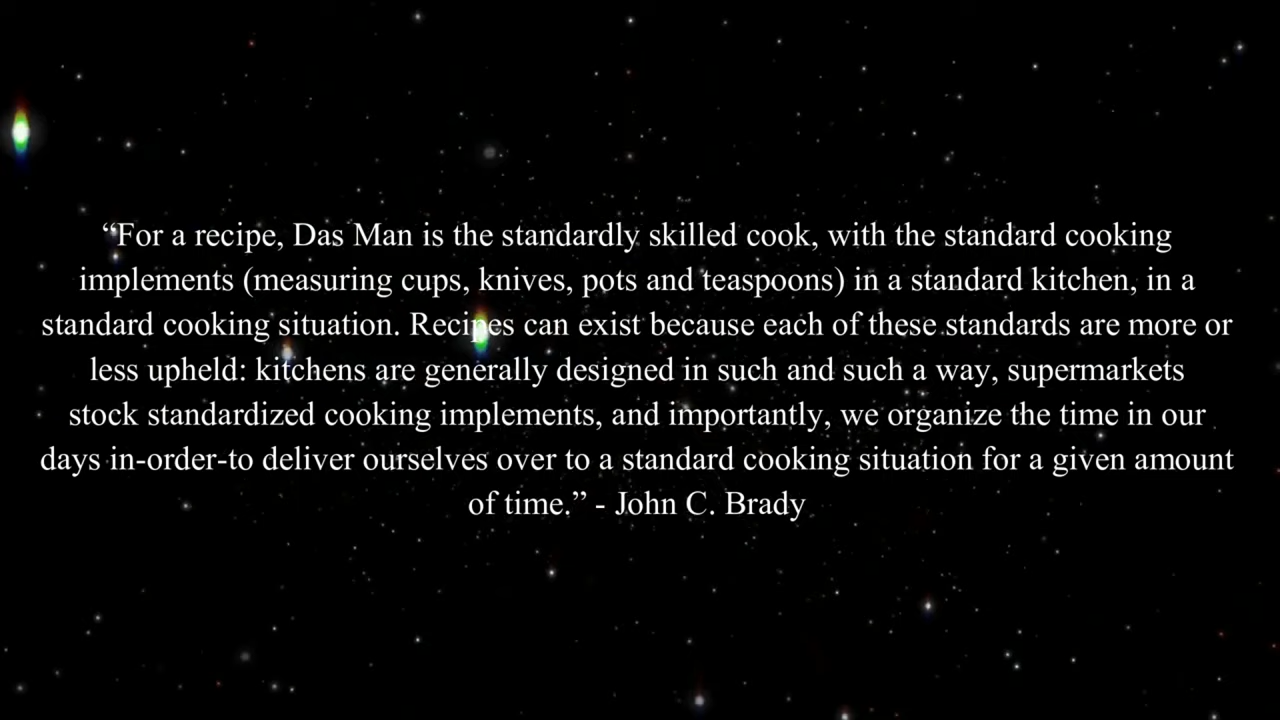 “For a recipe, Das Man is the standardly skilled cook, with the standard cooking
implements (measuring cups, knives, pots and teaspoons) in a standard kitchen, in a
standard cooking situation. Recipes can exist because each of these standards are more or
less upheld: kitchens are generally designed in such and such a way, supermarkets
stock standardized cooking implements, and importantly, we organize the time in our
days in-order-to deliver ourselves over to a standard cooking situation for a given amount
of time.” - John C. Brady